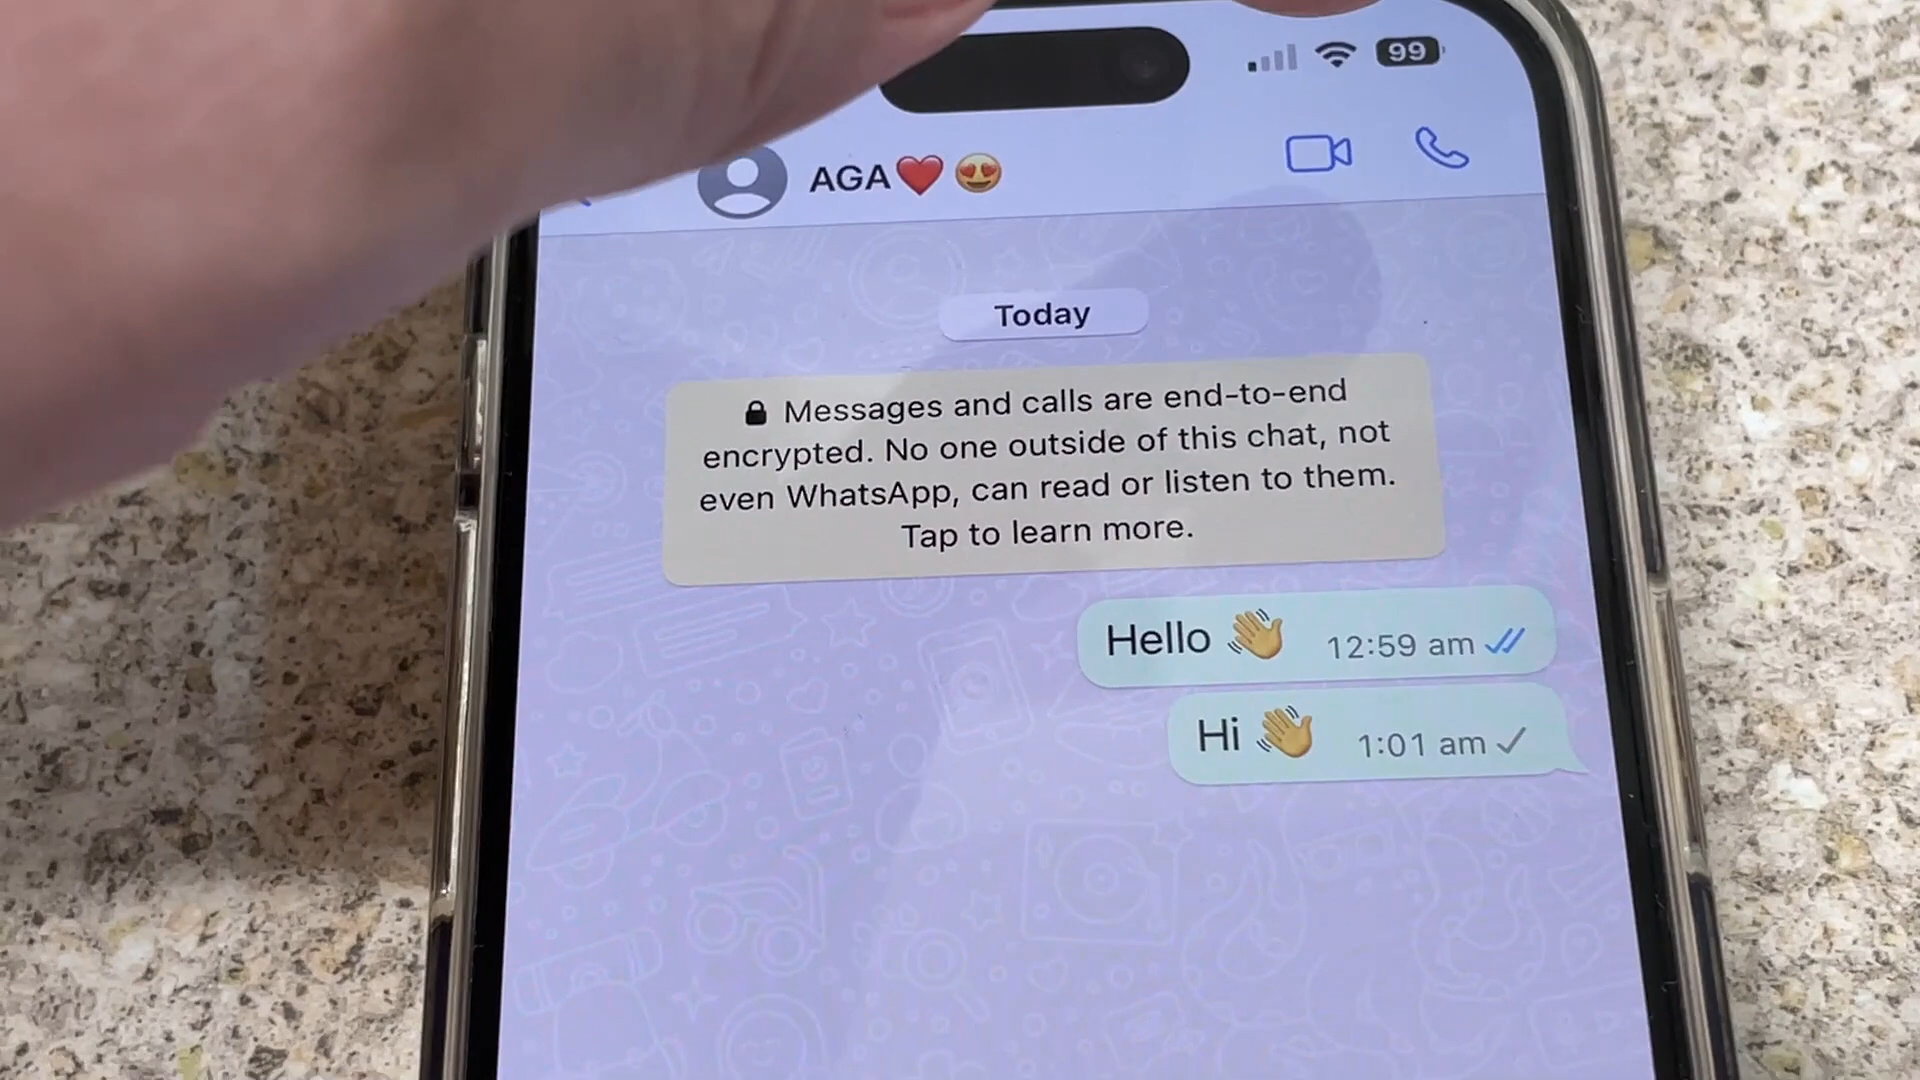 99
AGA❤️😍
Today
🔒 Messages and calls are end-to-end
encrypted. No one outside of this chat, not
even WhatsApp, can read or listen to them.
Tap to learn more.
Hello 👋 12:59 am
Hi 👋 1:01 am